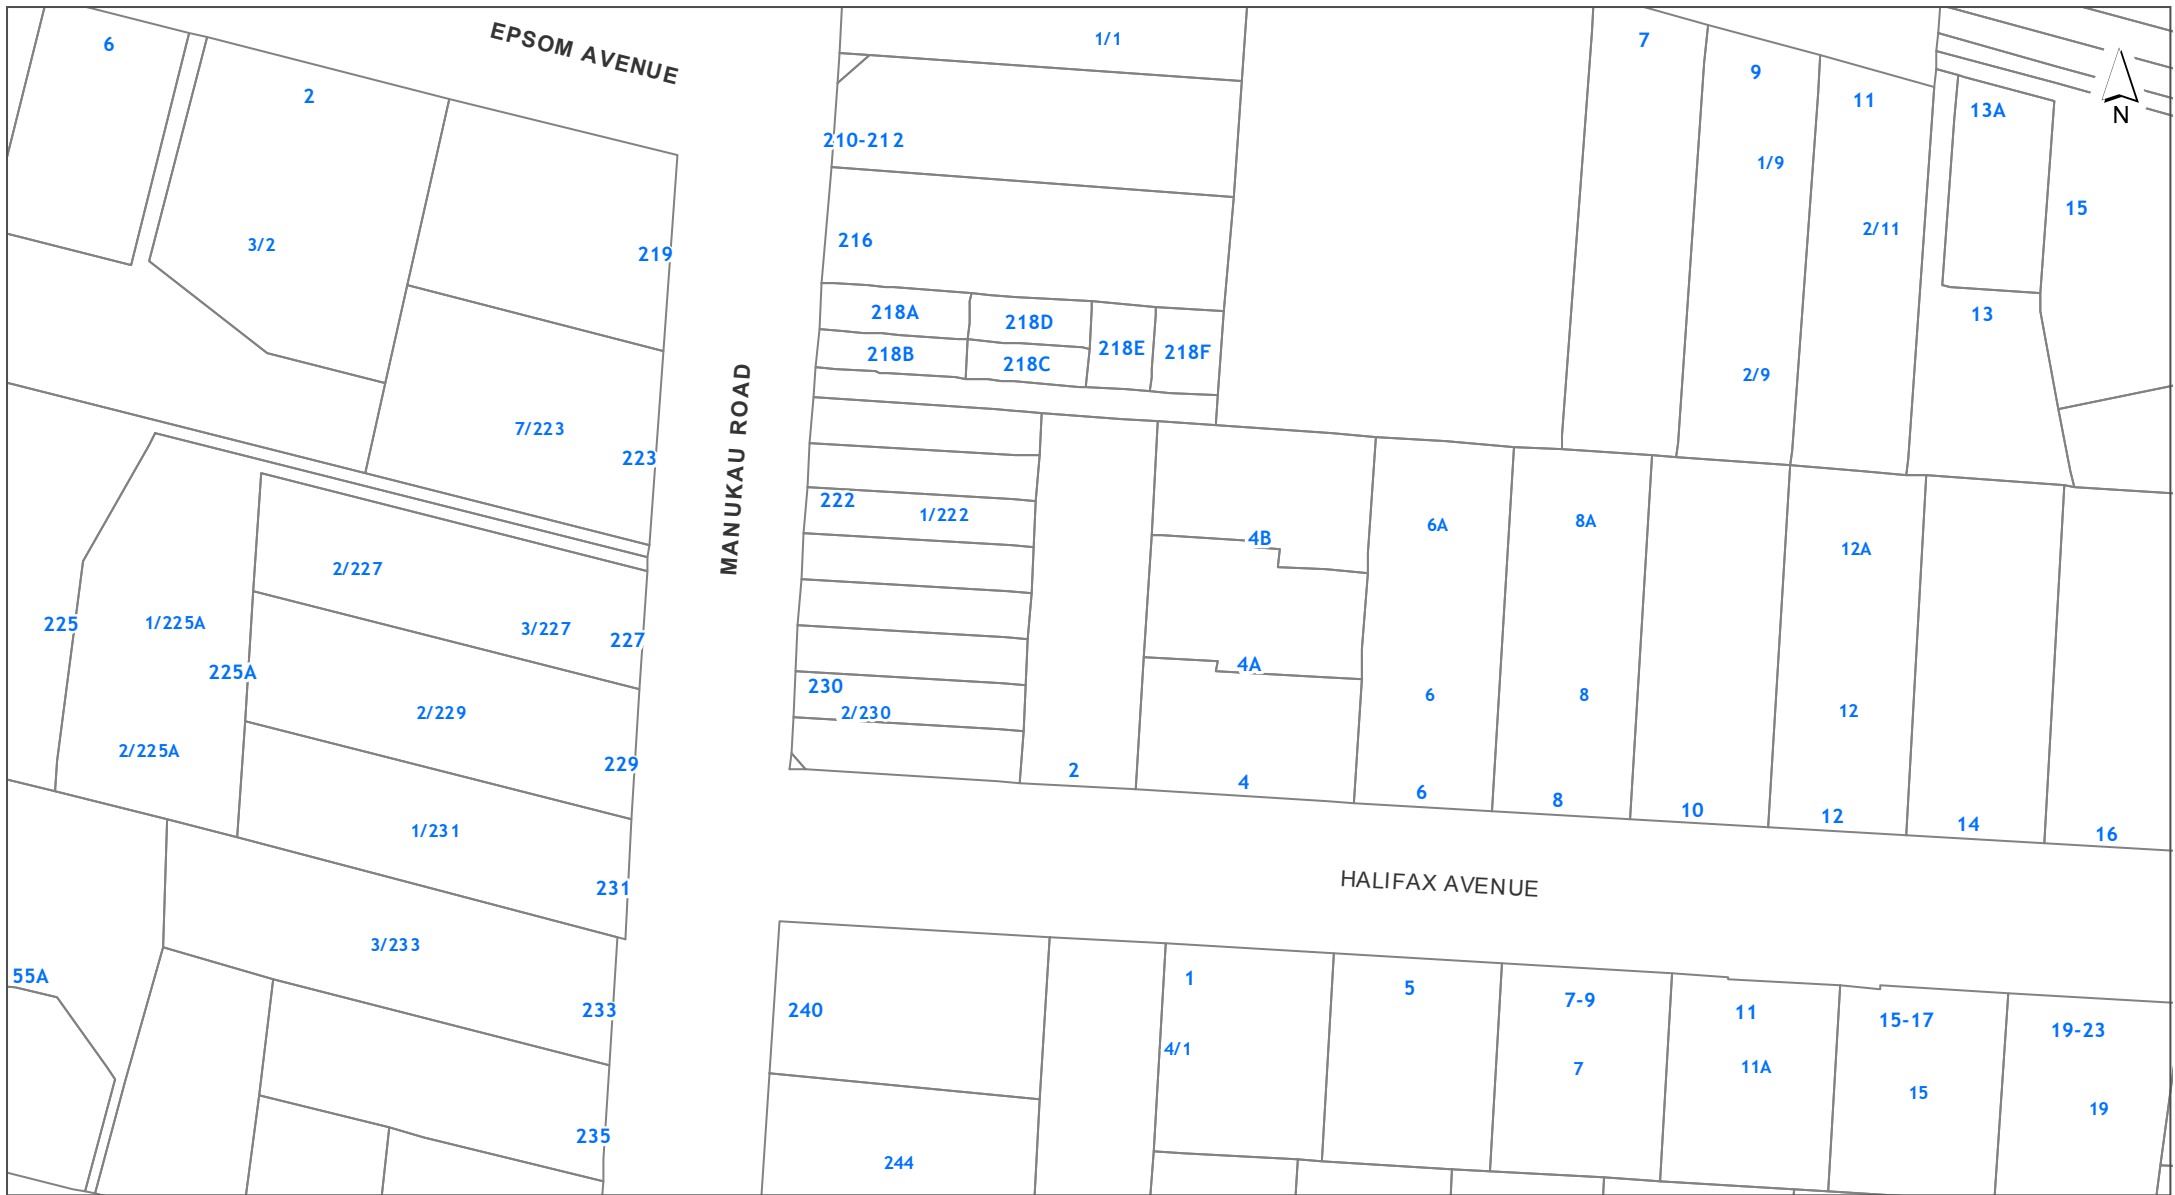 EPSOM AVENUE
6
2
1/1
7
9
11
13A
N
210-212
1/9
15
3/2
219
216
2/11
218A
218D
13
218B
218C
218E
218F
2/9
MANUKAU ROAD
7/223
223
222
1/222
6A
8A
4B
12A
2/227
225
1/225A
3/227
227
225A
4A
230
6
8
12
2/229
2/230
2/225A
229
2
4
6
8
10
12
14
16
1/231
231
HALIFAX AVENUE
3/233
55A
233
240
1
5
7-9
11
15-17
19-23
4/1
7
11A
15
19
235
244